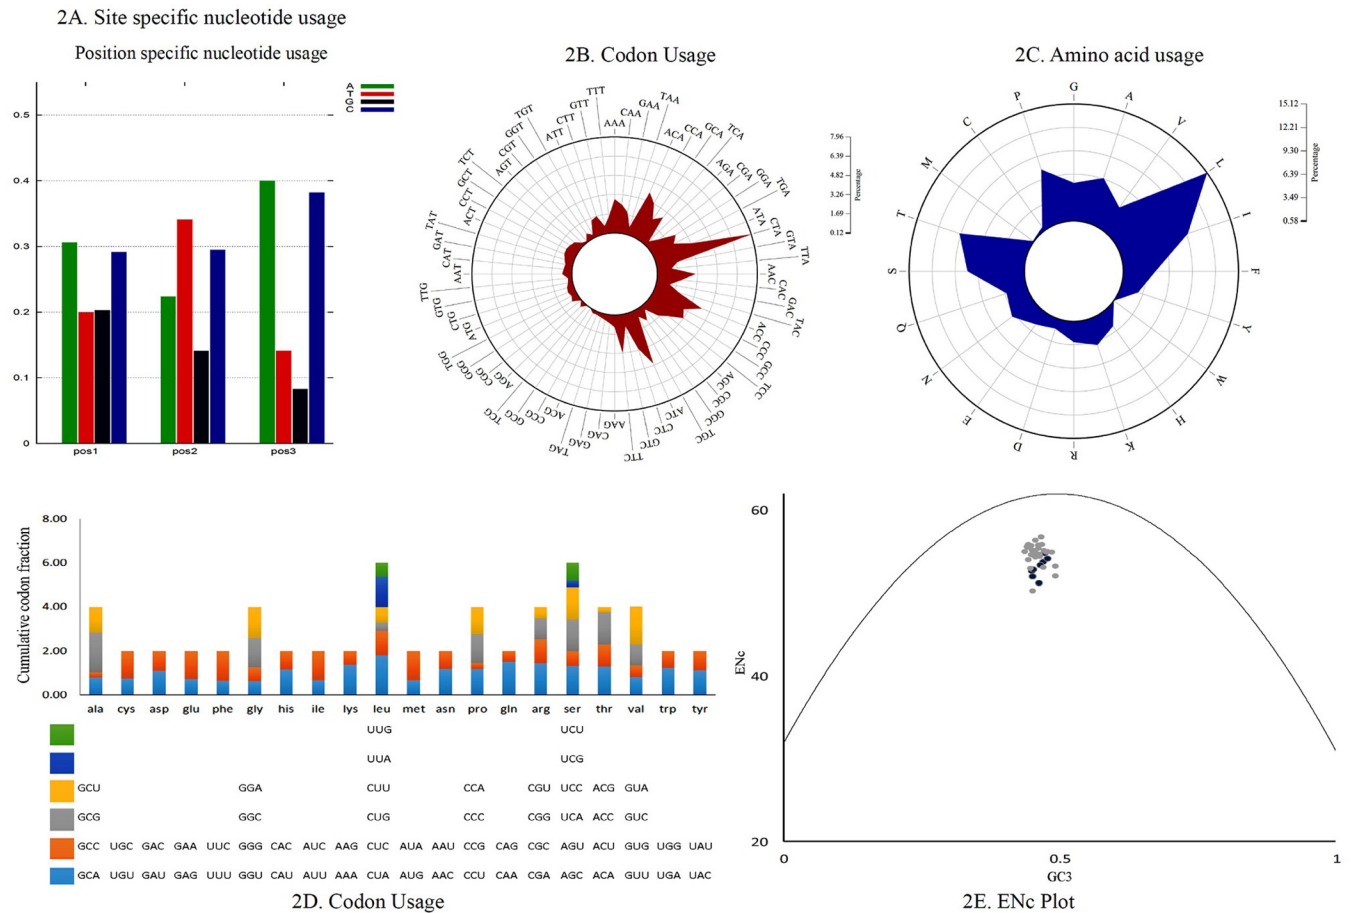 2A. Site specific nucleotide usage
Position specific nucleotide usage
A
T
G
C
0.5
0.4
0.3
0.2
0.1
0
pos1 pos2 pos3
2B. Codon Usage
AAA
CAA
GAA
TAA
ACA
CCA
GCA
TCA
AGA
CGA
GGA
TGA
ATA
CTA
GTA
TTA
AAC
CAC
GAC
TAC
ACC
CCC
GCC
TCC
AGC
CGC
GGC
TGC
ATC
CTC
GTC
TTC
AAG
CAG
GAG
TAG
ACG
CCG
GCG
TCG
AGG
CGG
GGG
TGG
ATG
CTG
GTG
TTG
AAT
CAT
GAT
TAT
ACT
CCT
GCT
TCT
AGT
CGT
GGT
TGT
ATT
CTT
GTT
TTT
7.96
6.39
4.82
3.26
1.69
0.12
Percentage
2C. Amino acid usage
G
A
V
L
I
F
Y
W
H
K
R
D
E
N
Q
S
T
M
C
P
15.12
12.21
9.30
6.39
3.49
0.58
Percentage
Cumulative codon fraction
8.00
6.00
4.00
2.00
0.00
ala cys asp glu phe gly his ile lys leu met asn pro gln arg ser thr val trp tyr
UUG UCU
UUA UCG
GCU GGA CUU CCA CGU UCC ACG GUA
GCG GGC CUG CCC CGG UCA ACC GUC
GCC UGC GAC GAA UUC GGG CAC AUC AAG CUC AUA AAU CCG CAG CGC AGU ACU GUG UGG UAU
GCA UGU GAU GAG UUU GGU CAU AUU AAA CUA AUG AAC CCU CAA CGA AGC ACA GUU UGA UAC
2D. Codon Usage
ENc
60
40
20
0 0.5 1
GC3
2E. ENc Plot